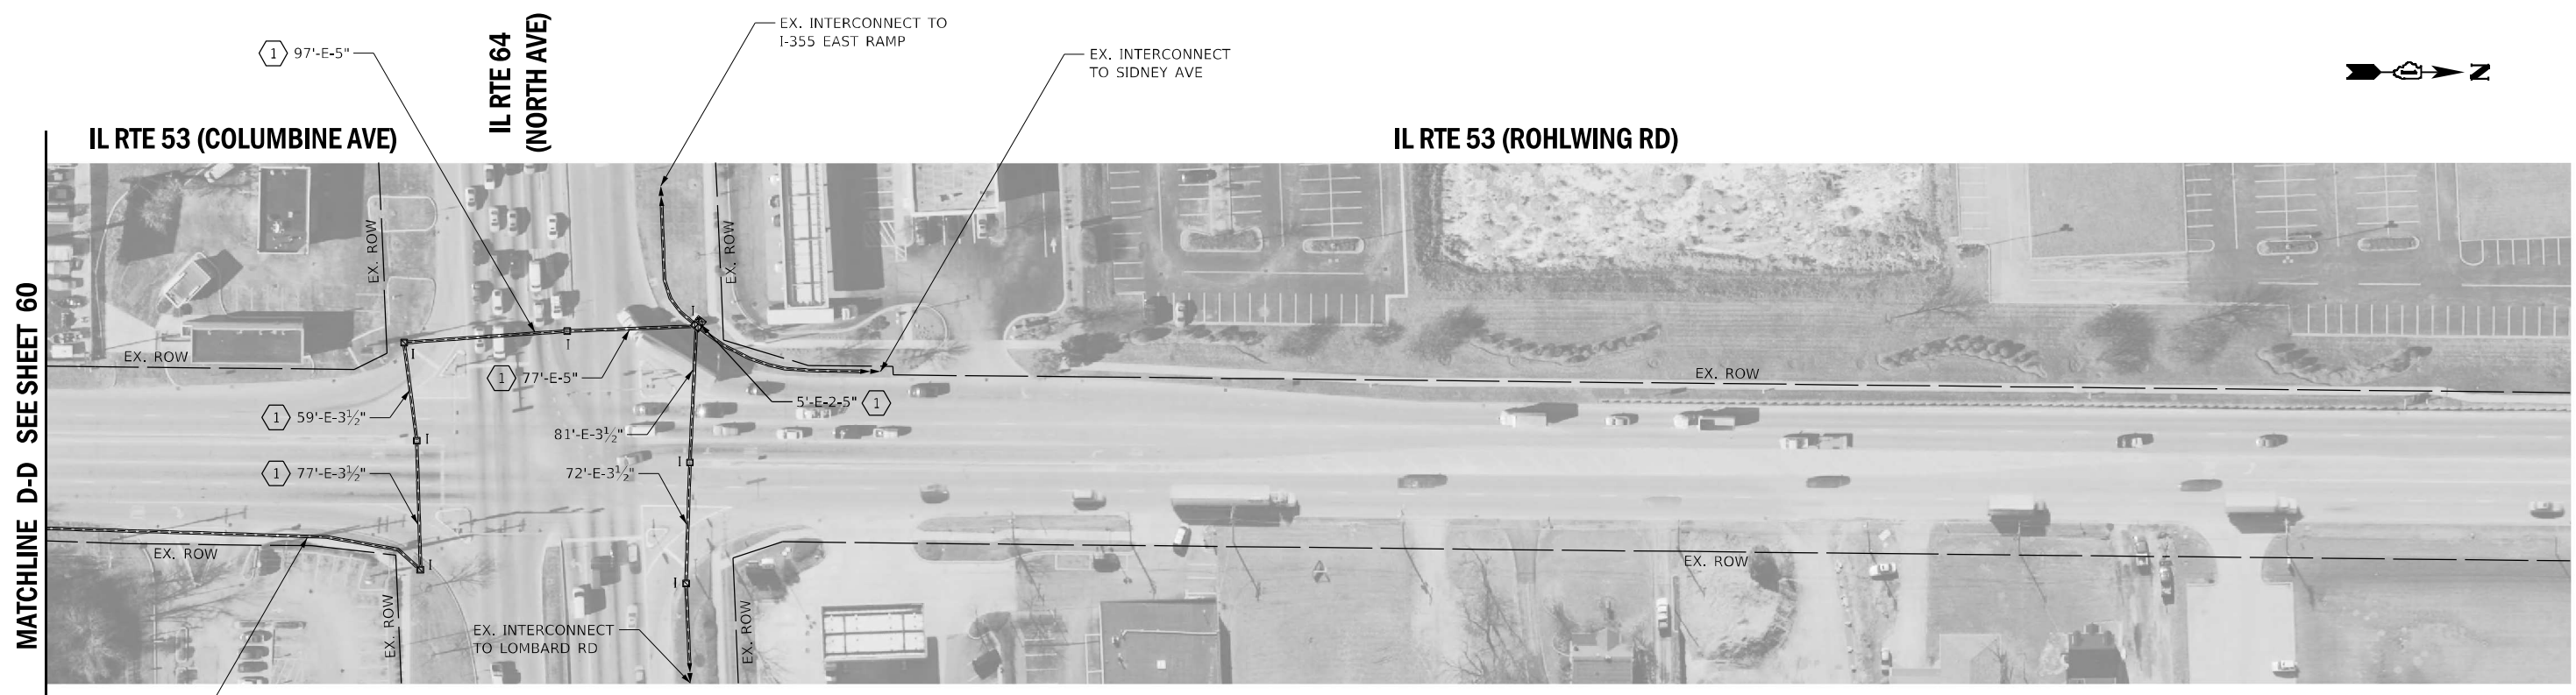 EX. INTERCONNECT TO
I-355 EAST RAMP
EX. INTERCONNECT
TO SIDNEY AVE
1 97'-E-5"
IL RTE 64
(NORTH AVE)
N
IL RTE 53 (COLUMBINE AVE)
IL RTE 53 (ROHLWING RD)
MATCHLINE D-D SEE SHEET 60
EX. ROW
EX. ROW
EX. ROW
I
I
I
1 77'-E-5"
EX. ROW
5'-E-2-5" 1
1 59'-E-3½"
81'-E-3½"
I
I
1 77'-E-3½"
72'-E-3½"
EX. ROW
I
I
EX. ROW
EX. ROW
EX. ROW
EX. INTERCONNECT
TO LOMBARD RD